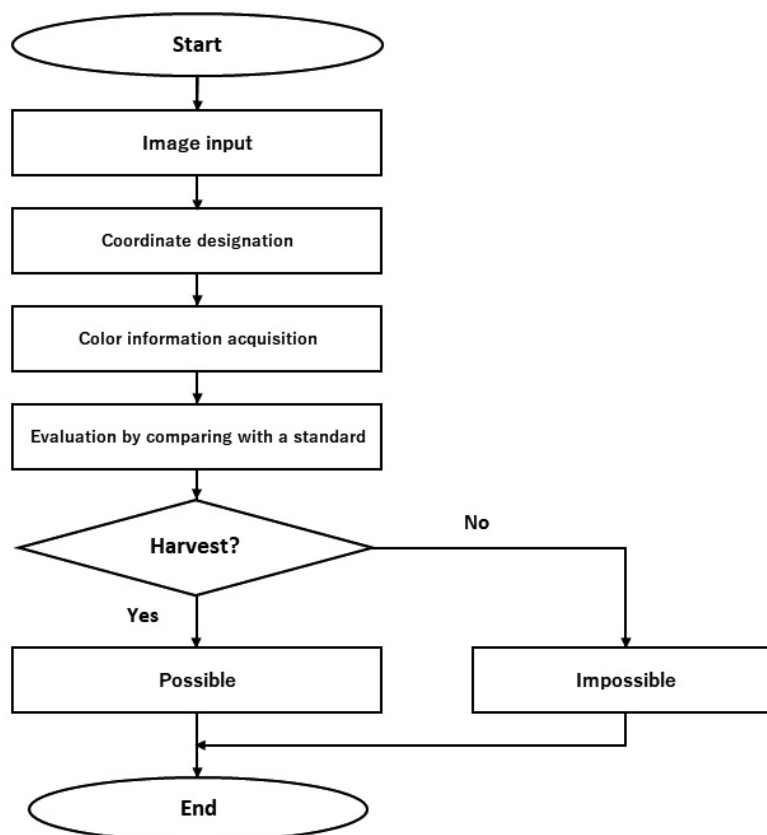 Start
Image input
Coordinate designation
Color information acquisition
Evaluation by comparing with a standard
Harvest?
No
Yes
Possible
Impossible
End